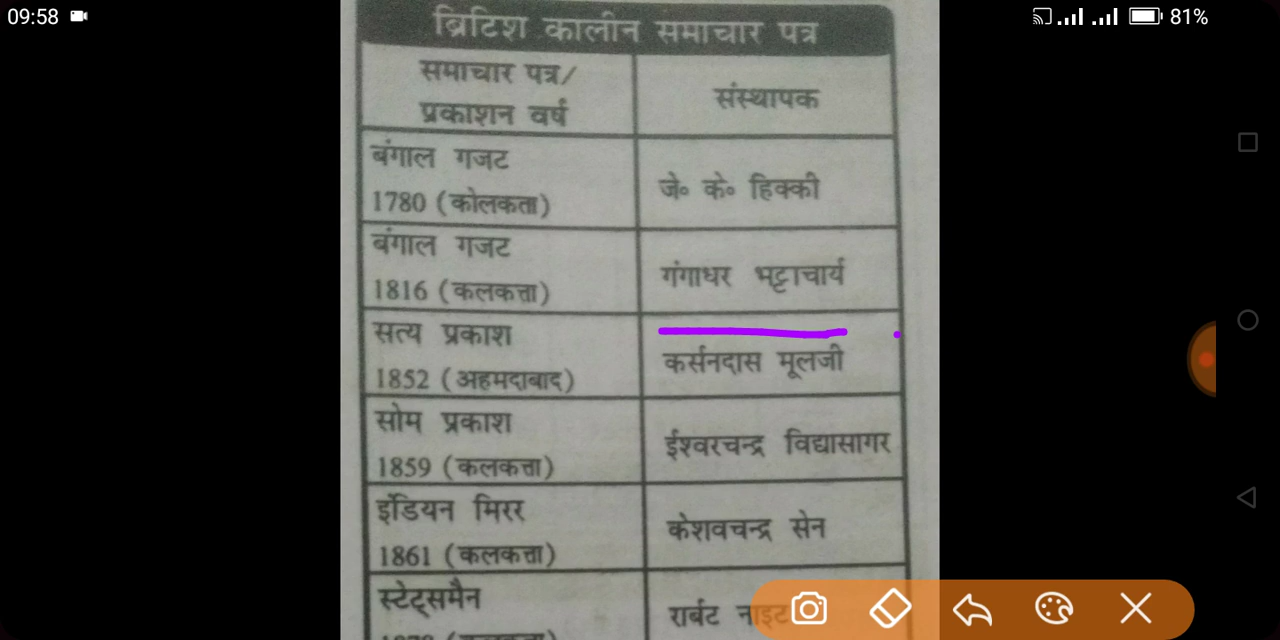 09:58
81%
ब्रिटिश कालीन समाचार पत्र
समाचार पत्र/
प्रकाशन वर्ष
संस्थापक
बंगाल गजट
1780 (कोलकता)
जे० के० हिक्की
बंगाल गजट
1816 (कलकत्ता)
गंगाधर भट्टाचार्य
सत्य प्रकाश
1852 (अहमदाबाद)
कर्सनदास मूलजी
सोम प्रकाश
1859 (कलकत्ता)
ईश्वरचन्द्र विद्यासागर
इंडियन मिरर
1861 (कलकत्ता)
केशवचन्द्र सेन
स्टेट्समैन
रार्बट नाइट